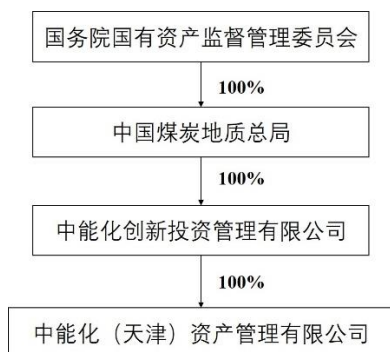 国务院国有资产监督管理委员会
100%
中国煤炭地质总局
100%
中能化创新投资管理有限公司
100%
中能化（天津）资产管理有限公司